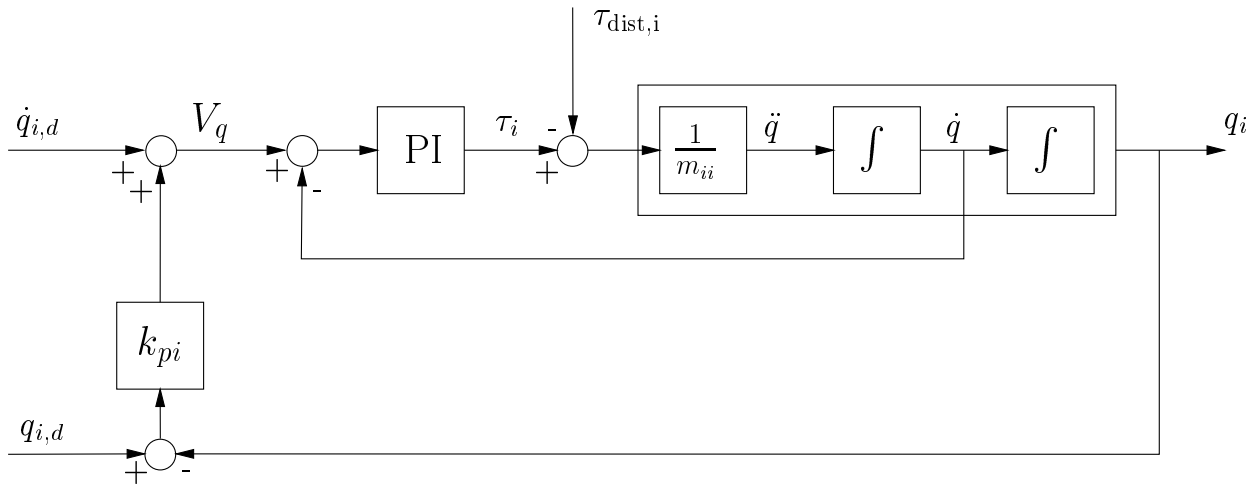 τ_dist,i
q̇_i,d
V_q
PI
τ_i
-
1/m_ii
q̈
∫
q̇
∫
q_i
+
+
+
-
+
k_pi
q_i,d
+
-